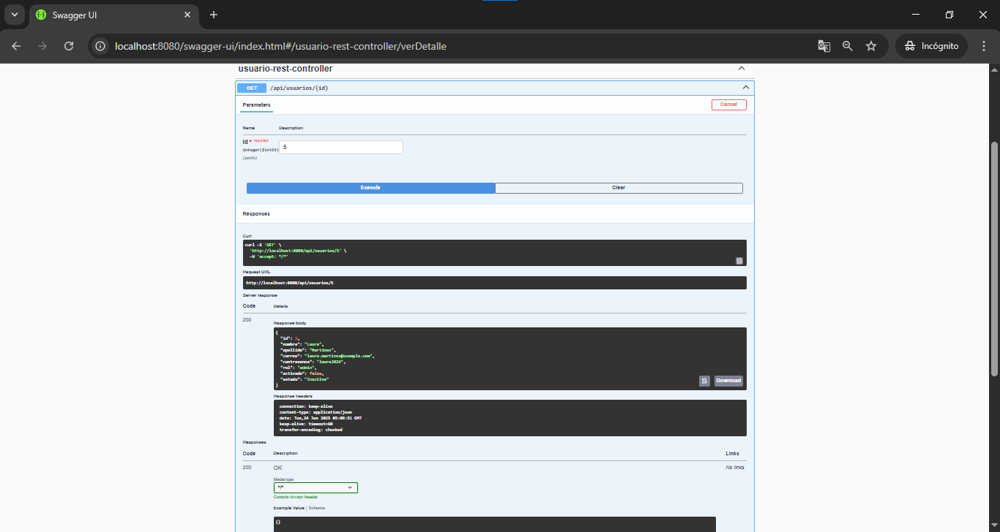 Swagger UI
localhost:8080/swagger-ui/index.html#/usuario-rest-controller/verDetalle
Incógnito
usuario-rest-controller
GET /api/usuarios/{id}
Parameters
Cancel
Name Description
id * required
integer($int64)
(path)
5
Execute Clear
Responses
Curl
curl -X 'GET' \
'http://localhost:8080/api/usuarios/5' \
-H 'accept: */*'
Request URL
http://localhost:8080/api/usuarios/5
Server response
Code Details
200
Response body
{
"id": 5,
"nombre": "Laura",
"apellido": "Martinez",
"correo": "laura.martinez@example.com",
"contrasenna": "laura2024",
"rol": "admin",
"activado": false,
"estado": "Inactivo"
}
Download
Response headers
connection: keep-alive
content-type: application/json
date: Tue,24 Jun 2025 05:09:51 GMT
keep-alive: timeout=60
transfer-encoding: chunked
Responses
Code Description Links
200 OK No links
Media type
*/*
Controls Accept header.
Example Value | Schema
{}